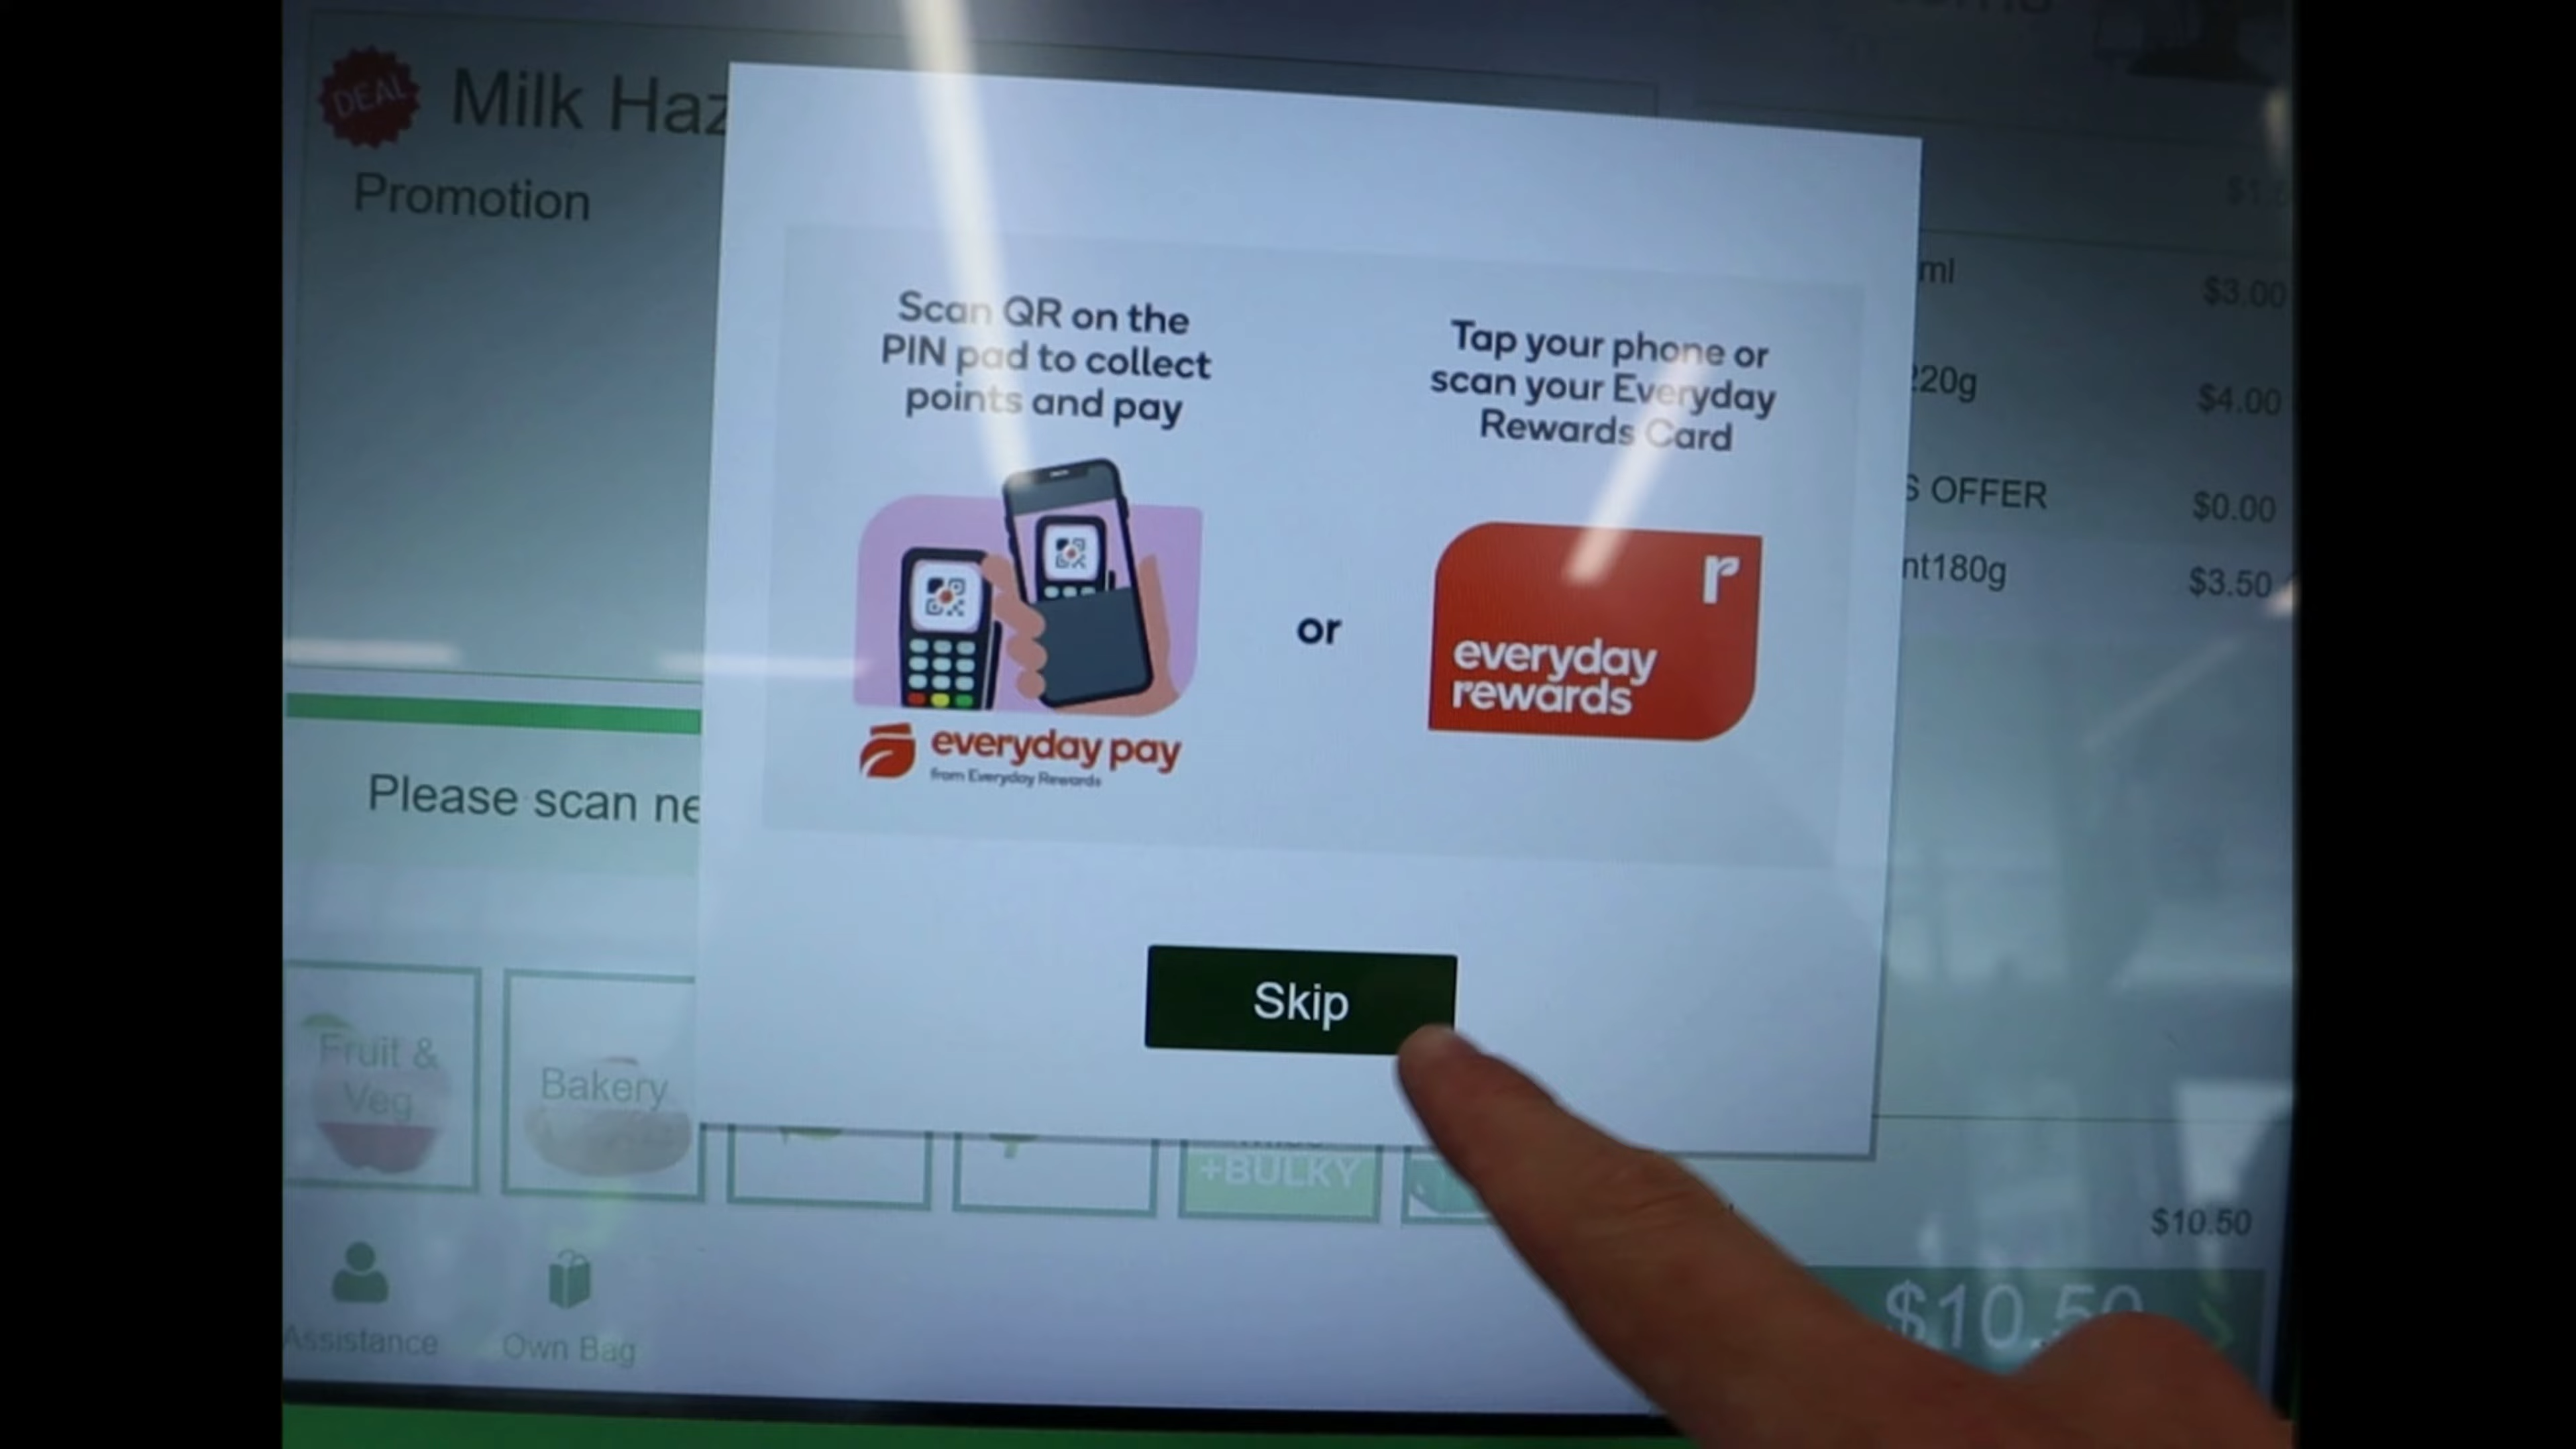 DEAL Milk Haz
Promotion
Scan QR on the
PIN pad to collect
points and pay
everyday pay
from Everyday Rewards
or
Tap your phone or
scan your Everyday
Rewards Card
r
everyday
rewards
Skip
ml $3.00
220g $4.00
S OFFER $0.00
nt180g $3.50
Please scan ne
Fruit &
Veg
Bakery
+BULKY
Assistance
Own Bag
$10.50
$10.50